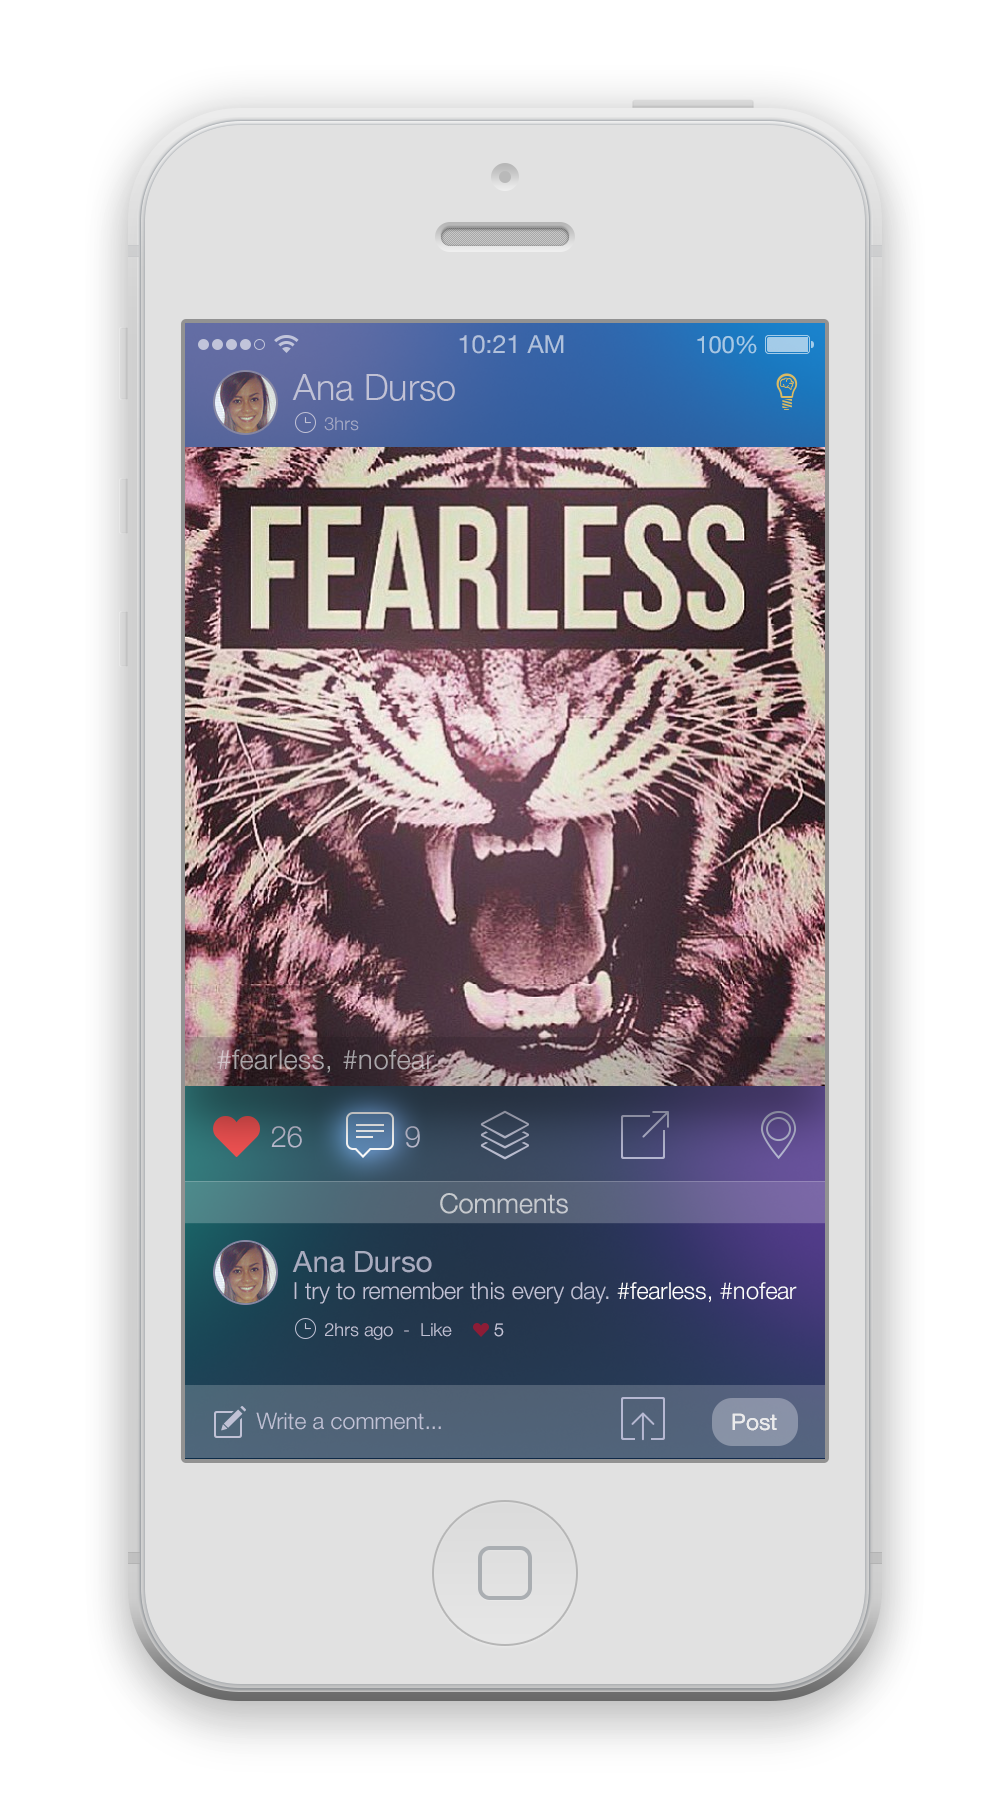 10:21 AM
100%
Ana Durso
3hrs
FEARLESS
#fearless, #nofear
26
9
Comments
Ana Durso
I try to remember this every day. #fearless, #nofear
2hrs ago - Like 5
Write a comment...
Post